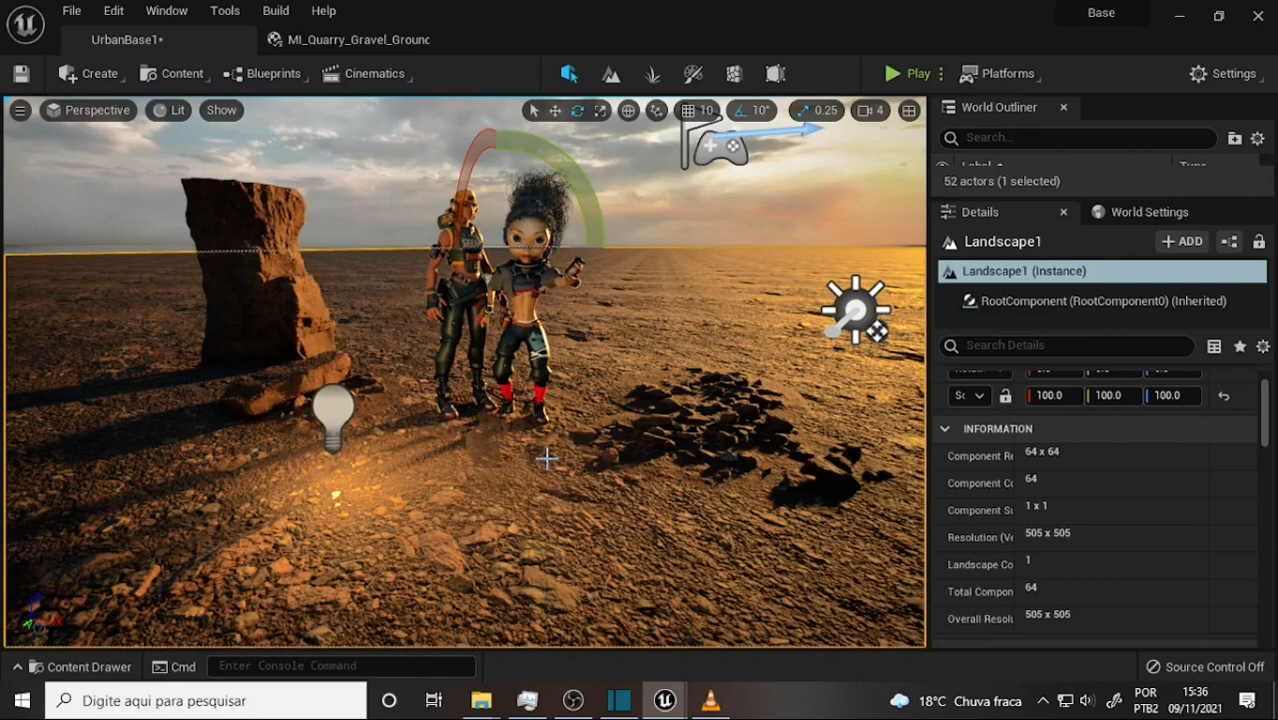 File Edit Window Tools Build Help
Base
UrbanBase1•
MI_Quarry_Gravel_Ground
Create
Content
Blueprints
Cinematics
Play
Platforms
Settings
Perspective
Lit
Show
10
10°
0.25
4
World Outliner
Search...
Label
Type
52 actors (1 selected)
Details
World Settings
Landscape1
ADD
Landscape1 (Instance)
RootComponent (RootComponent0) (Inherited)
Search Details
Sc 100.0 100.0 100.0
INFORMATION
Component Re 64 x 64
Component Co 64
Component Su 1 x 1
Resolution (Ve 505 x 505
Landscape Co 1
Total Compon 64
Overall Resolu 505 x 505
Content Drawer
Cmd
Enter Console Command
Source Control Off
Digite aqui para pesquisar
18°C Chuva fraca
POR
PTB2
15:36
09/11/2021